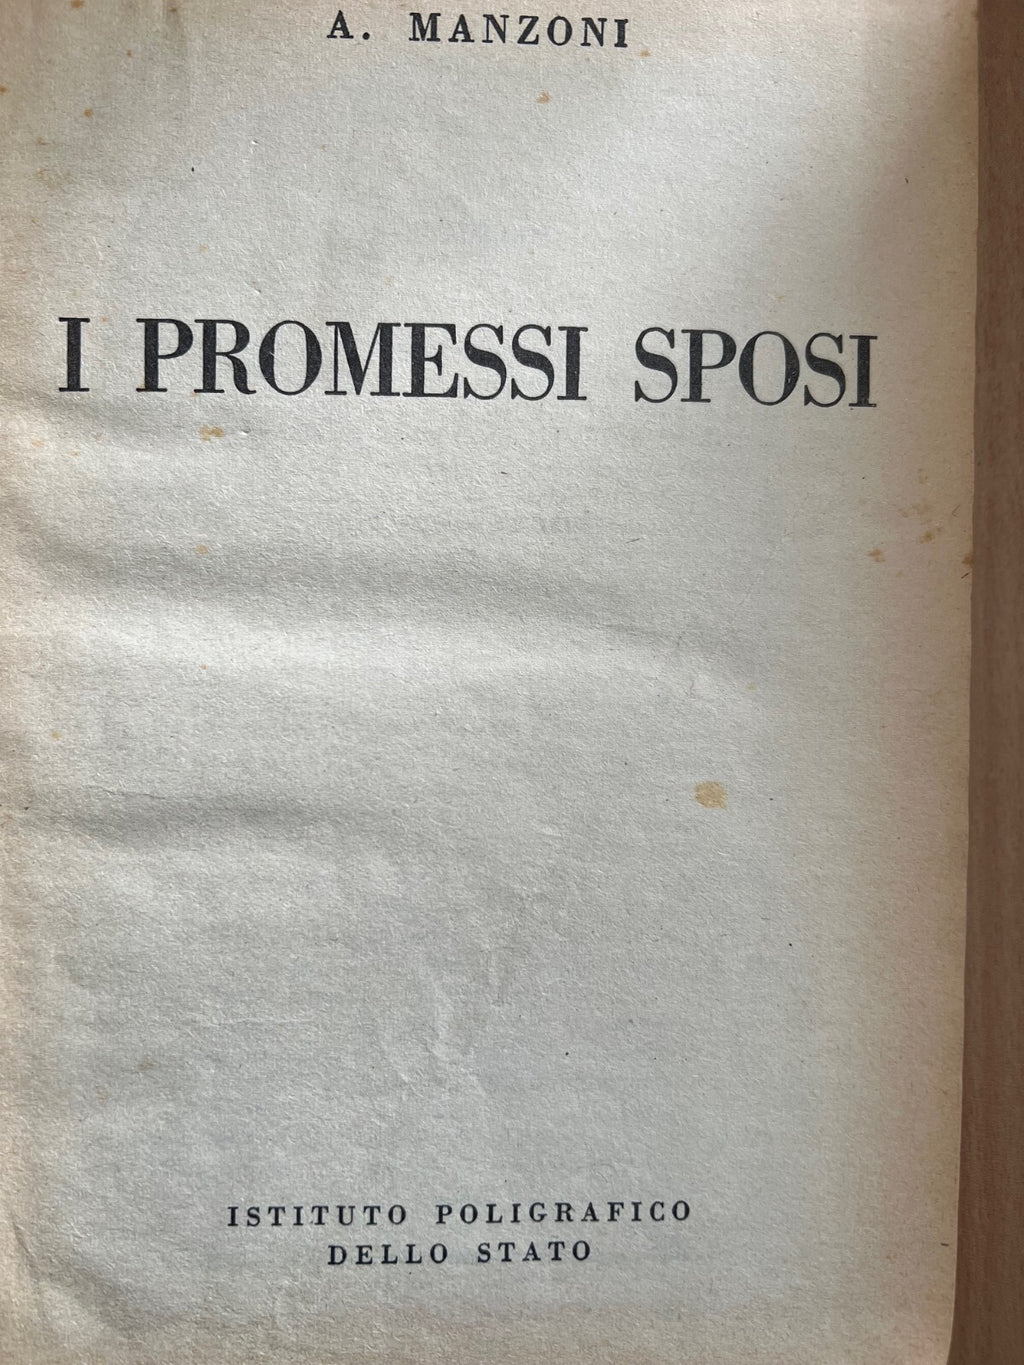 A. MANZONI
I PROMESSI SPOSI
ISTITUTO POLIGRAFICO
DELLO STATO